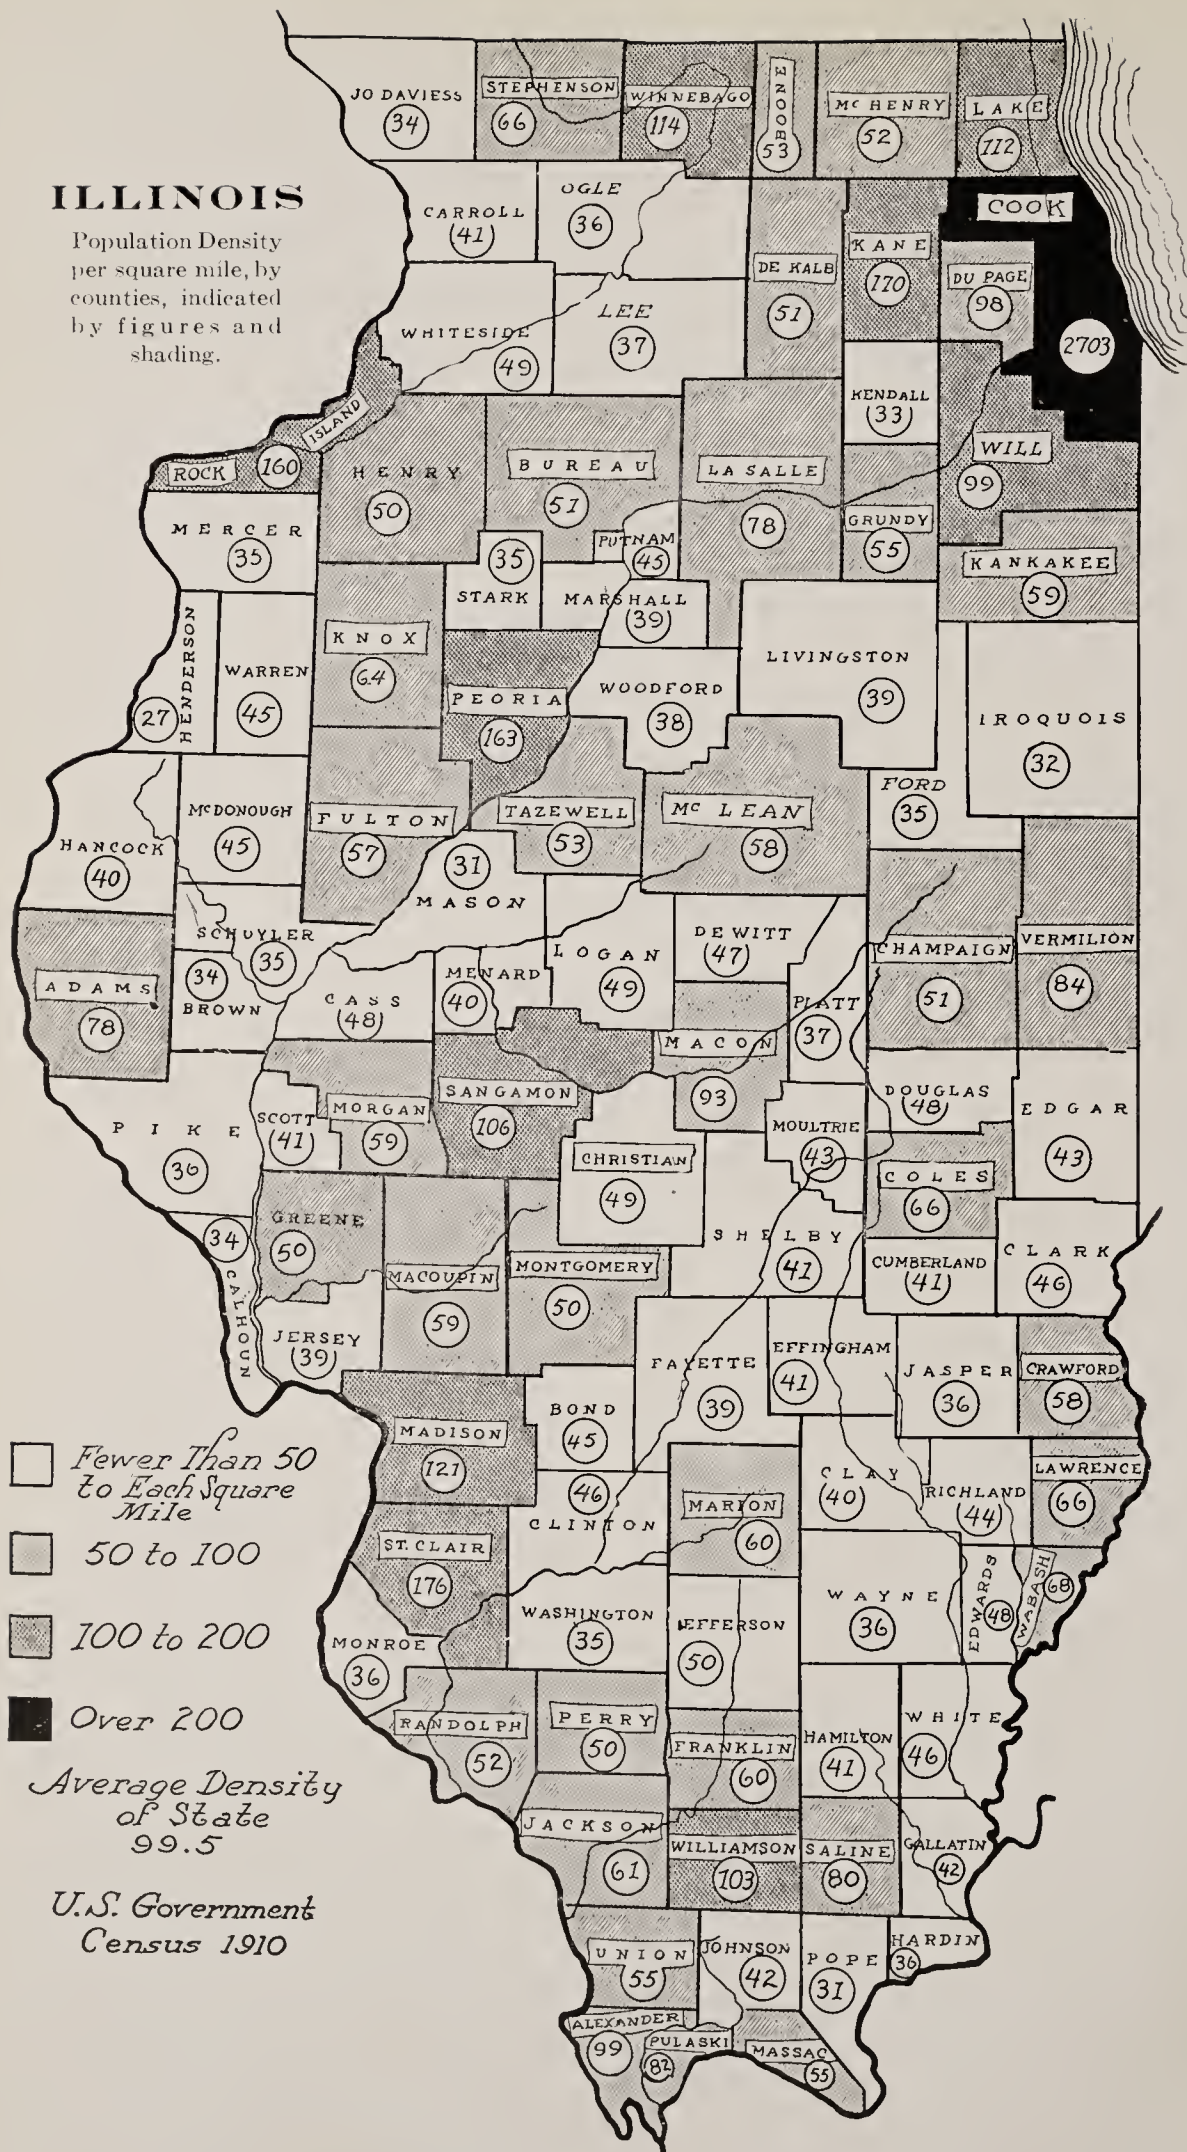 ILLINOIS
Population Density
per square mile, by
counties, indicated
by figures and
shading.
JO DAVIESS
34
STEPHENSON
66
WINNEBAGO
114
BOONE
53
McHENRY
52
LAKE
112
CARROLL
41
OGLE
36
DE KALB
51
KANE
170
COOK
2703
DU PAGE
98
WHITESIDE
49
LEE
37
KENDALL
33
ROCK ISLAND
160
HENRY
50
BUREAU
51
LA SALLE
78
GRUNDY
55
WILL
99
KANKAKEE
59
MERCER
35
STARK
35
PUTNAM
45
MARSHALL
39
HENDERSON
27
WARREN
45
KNOX
64
PEORIA
163
WOODFORD
38
LIVINGSTON
39
IROQUOIS
32
FORD
35
HANCOCK
40
McDONOUGH
45
FULTON
57
TAZEWELL
53
McLEAN
58
MASON
31
SCHUYLER
35
ADAMS
78
BROWN
34
CASS
48
MENARD
40
LOGAN
49
DEWITT
47
PIATT
37
CHAMPAIGN
51
VERMILION
84
MACON
93
PIKE
36
SCOTT
41
MORGAN
59
SANGAMON
106
CHRISTIAN
49
MOULTRIE
43
DOUGLAS
48
EDGAR
43
COLES
66
CALHOUN
34
GREENE
50
MACOUPIN
59
MONTGOMERY
50
SHELBY
41
CUMBERLAND
41
CLARK
46
JERSEY
39
FAYETTE
39
EFFINGHAM
41
JASPER
36
CRAWFORD
58
MADISON
121
BOND
45
CLINTON
46
MARION
60
CLAY
40
RICHLAND
44
LAWRENCE
66
ST. CLAIR
176
WASHINGTON
35
JEFFERSON
50
WAYNE
36
EDWARDS
48
WABASH
68
MONROE
36
RANDOLPH
52
PERRY
50
FRANKLIN
60
HAMILTON
41
WHITE
46
JACKSON
61
WILLIAMSON
103
SALINE
80
GALLATIN
42
UNION
55
JOHNSON
42
POPE
31
HARDIN
36
ALEXANDER
99
PULASKI
82
MASSAC
55
Fewer Than 50
to Each Square
Mile
50 to 100
100 to 200
Over 200
Average Density
of State
99.5
U.S. Government
Census 1910